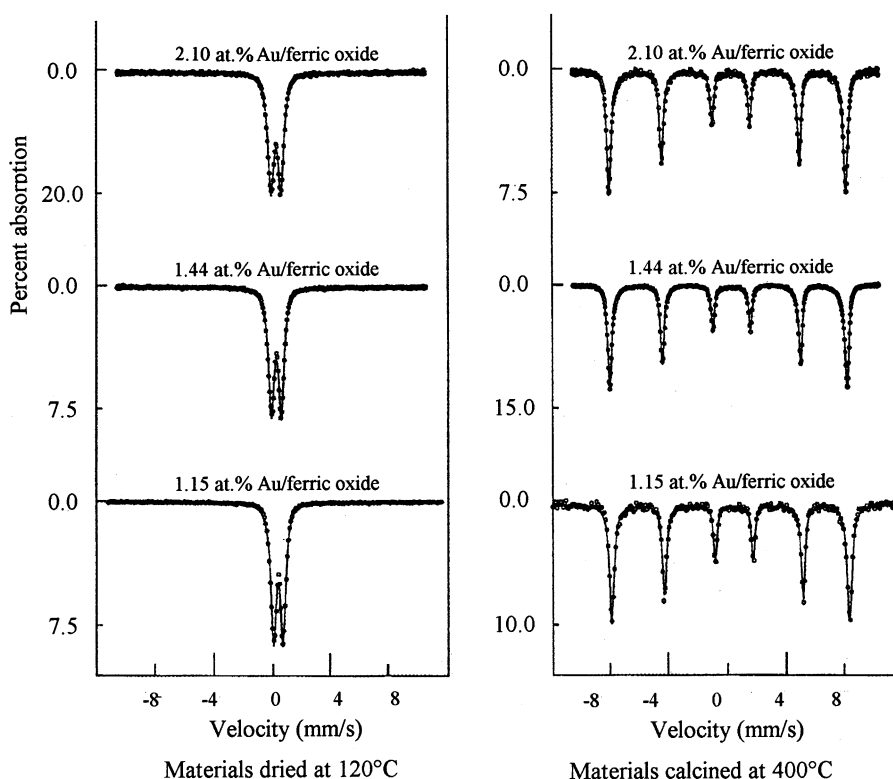 Percent absorption
2.10 at.% Au/ferric oxide
0.0
20.0
1.44 at.% Au/ferric oxide
0.0
7.5
1.15 at.% Au/ferric oxide
0.0
7.5
-8 -4 0 4 8
Velocity (mm/s)
Materials dried at 120°C
2.10 at.% Au/ferric oxide
0.0
7.5
1.44 at.% Au/ferric oxide
0.0
15.0
1.15 at.% Au/ferric oxide
0.0
10.0
-8 -4 0 4 8
Velocity (mm/s)
Materials calcined at 400°C